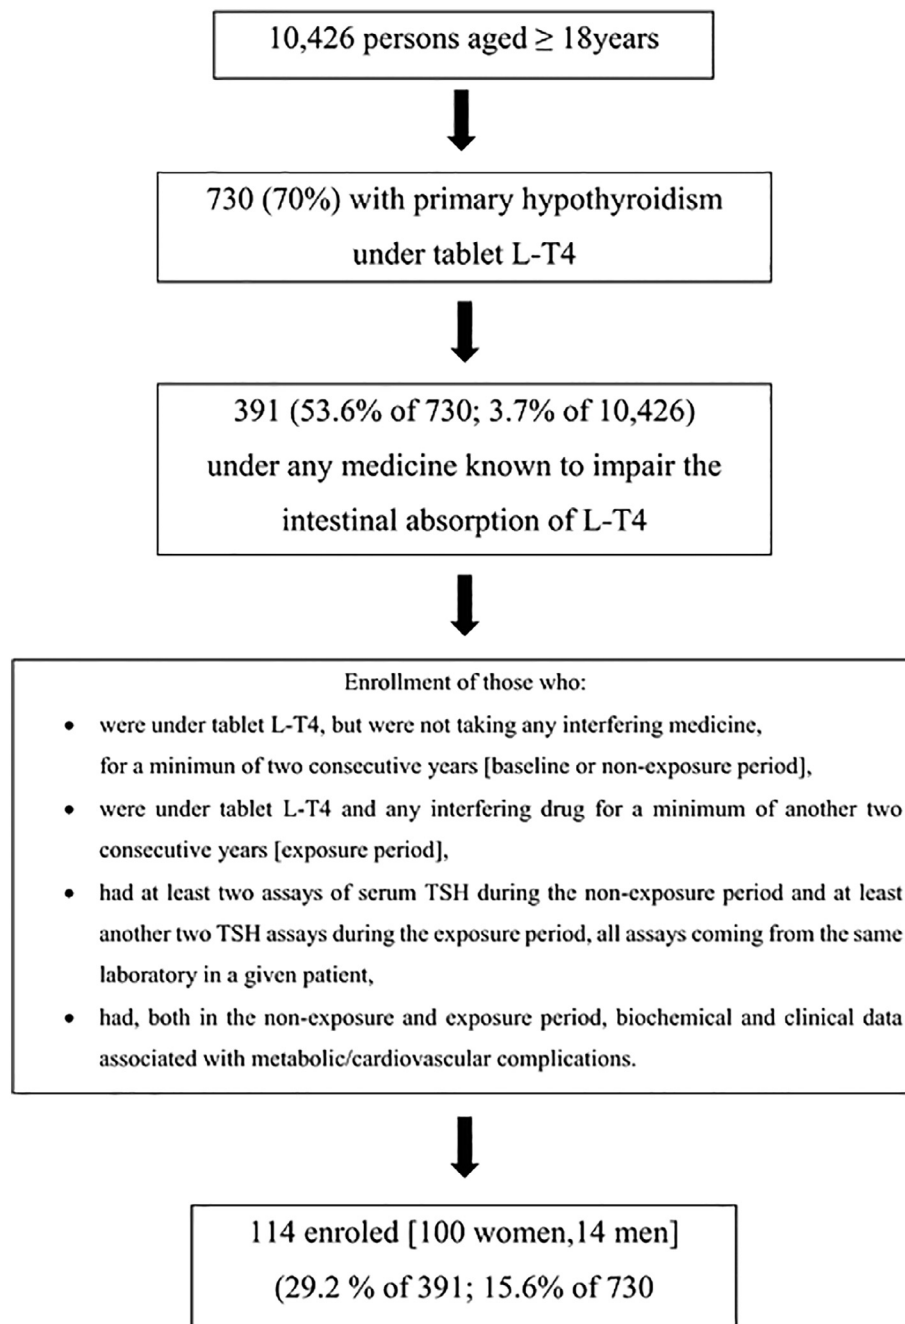 10,426 persons aged ≥ 18years
730 (70%) with primary hypothyroidism
under tablet L-T4
391 (53.6% of 730; 3.7% of 10,426)
under any medicine known to impair the
intestinal absorption of L-T4
Enrollment of those who:
• were under tablet L-T4, but were not taking any interfering medicine,
for a minimun of two consecutive years [baseline or non-exposure period],
• were under tablet L-T4 and any interfering drug for a minimum of another two
consecutive years [exposure period],
• had at least two assays of serum TSH during the non-exposure period and at least
another two TSH assays during the exposure period, all assays coming from the same
laboratory in a given patient,
• had, both in the non-exposure and exposure period, biochemical and clinical data
associated with metabolic/cardiovascular complications.
114 enroled [100 women,14 men]
(29.2 % of 391; 15.6% of 730